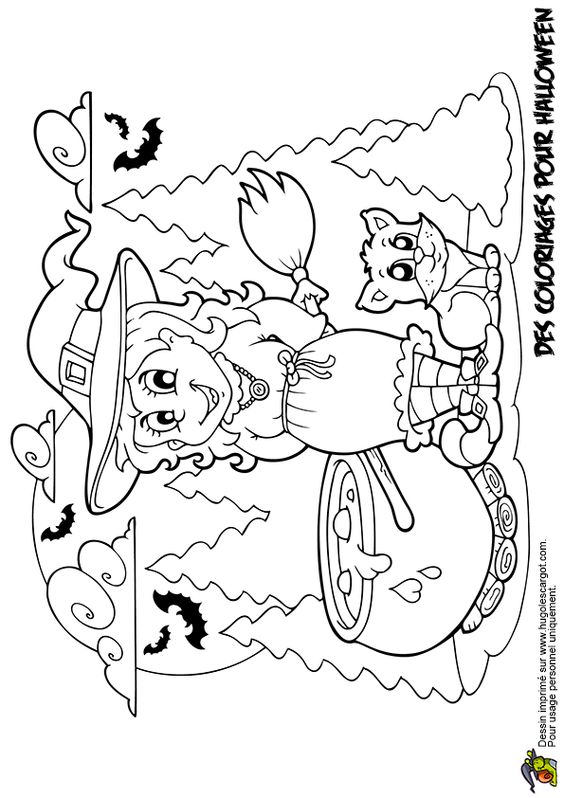 DES COLORIAGES POUR HALLOWEEN
Dessin imprimé sur www.hugolescargot.com.
Pour usage personnel uniquement.